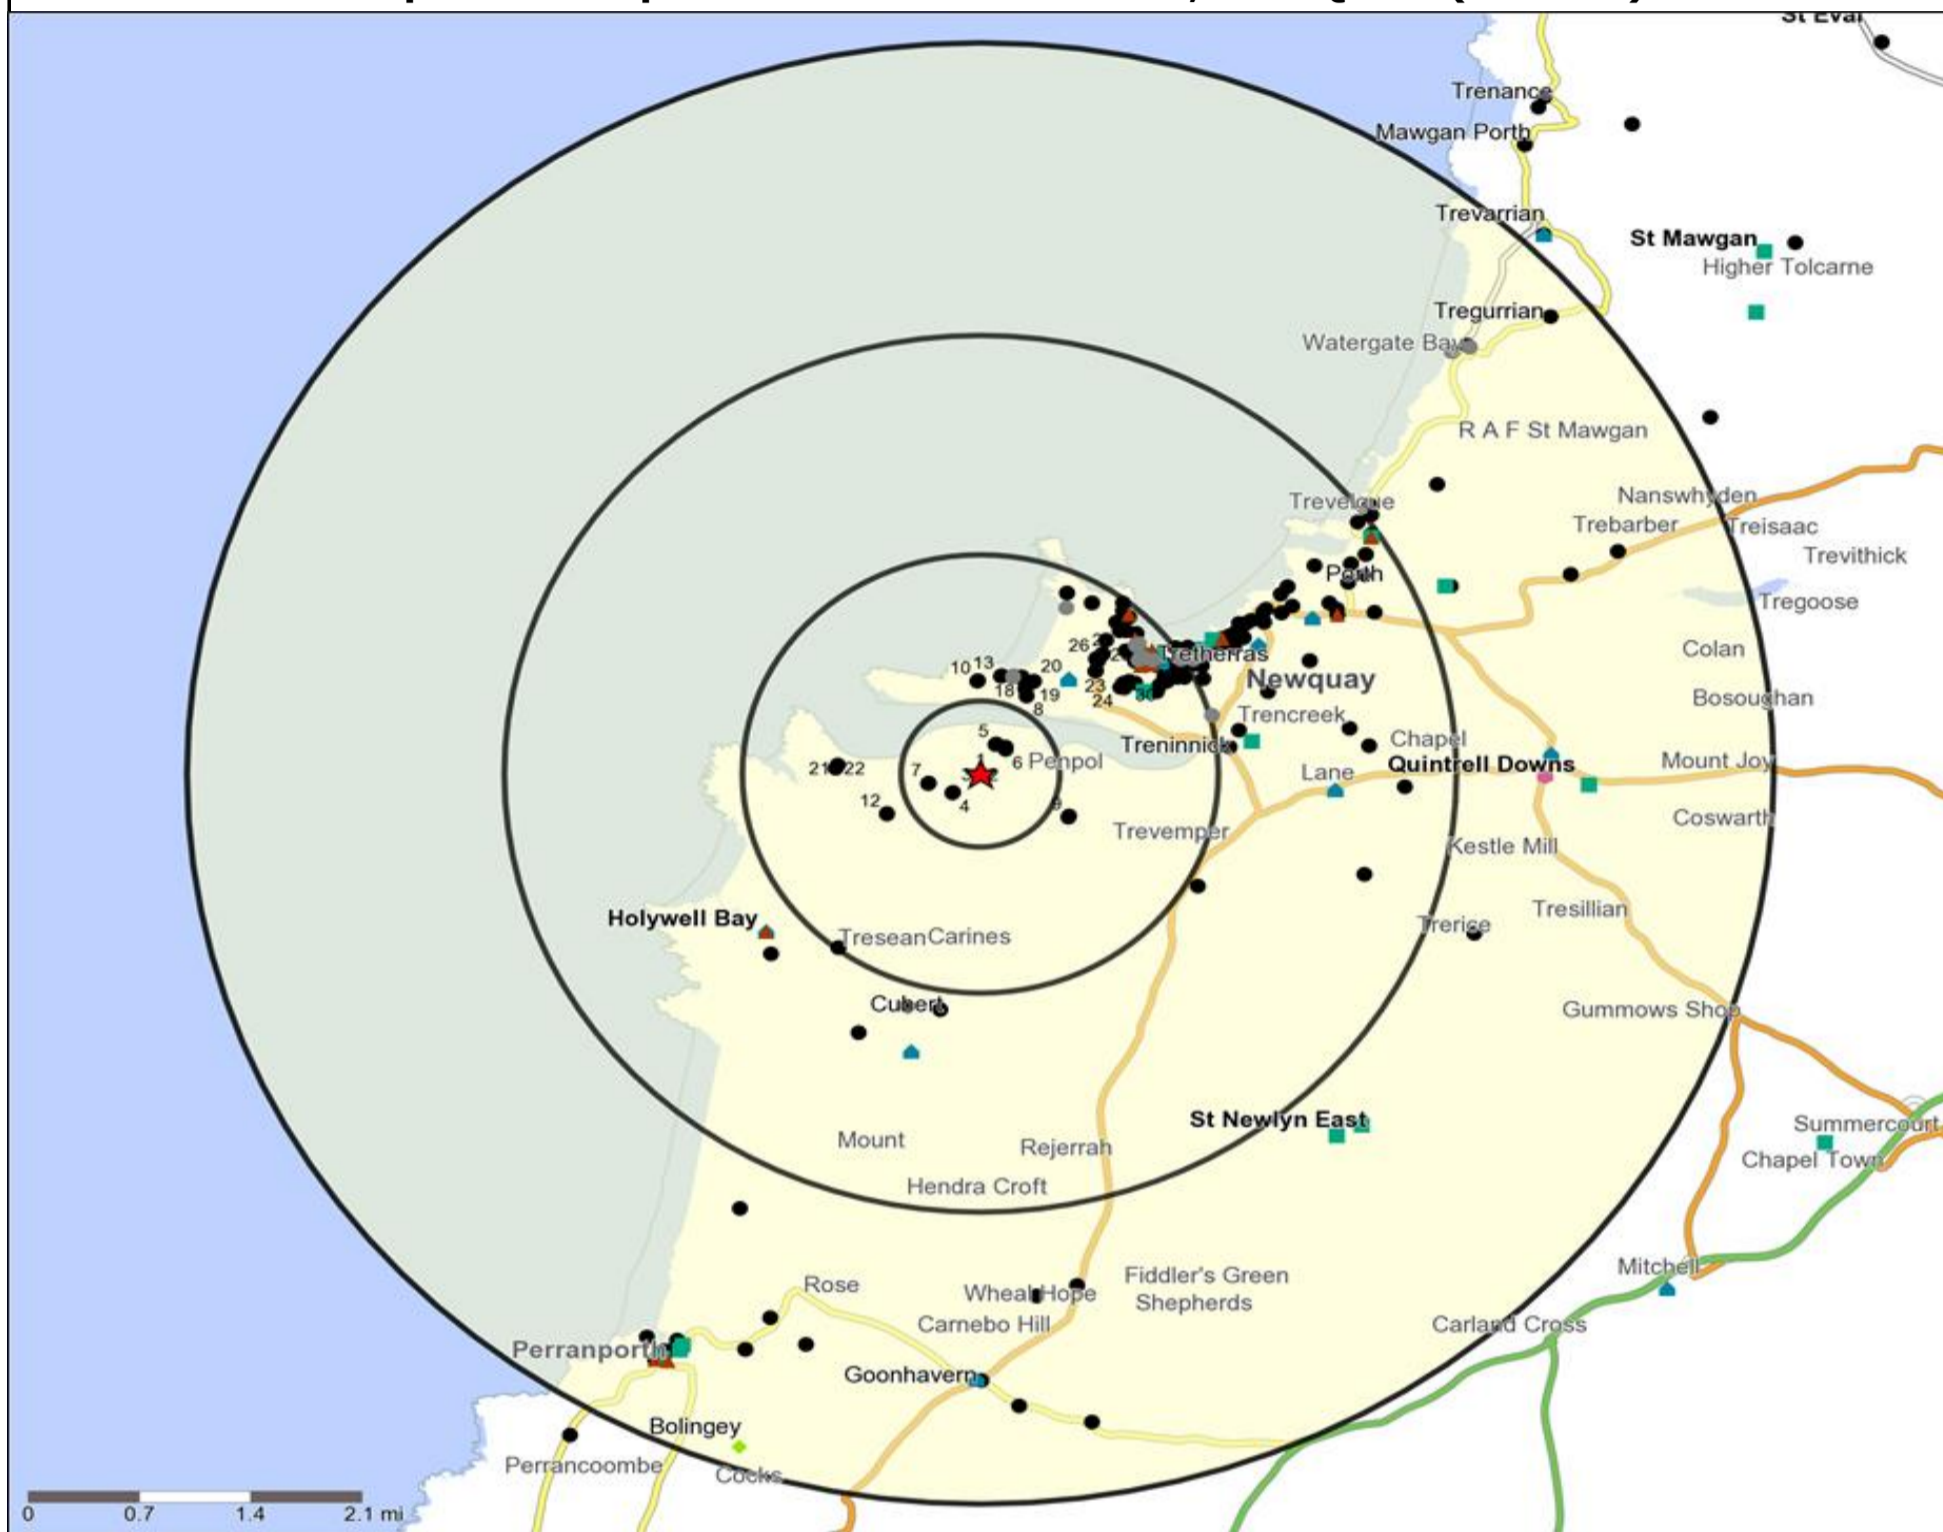 St Eval
Trenance
Mawgan Porth
Trevarrian
St Mawgan
Higher Tolcarne
Tregurrian
Watergate Bay
R A F St Mawgan
Trevelgue
Nanswhyden
Trebarber
Treisaac
Trevithick
Porth
Tregoose
Colan
Tretherras
26
10 13
20
18
19
8
23
24
Newquay
Bosoughan
Trencreek
Treninnick
Chapel
Quintrell Downs
Mount Joy
Lane
5
6
Penpol
7
4
9
12
21
22
Trevemper
Coswarth
Kestle Mill
Holywell Bay
Tresean
Carines
Trerice
Tresillian
Cubert
Gummows Shop
St Newlyn East
Mount
Rejerrah
Hendra Croft
Summercourt
Chapel Town
Mitchell
Rose
Wheal Hope
Fiddler's Green
Shepherds
Carnebo Hill
Carland Cross
Perranporth
Goonhavern
Bolingey
Perrancoombe
Cocks
0 0.7 1.4 2.1 mi